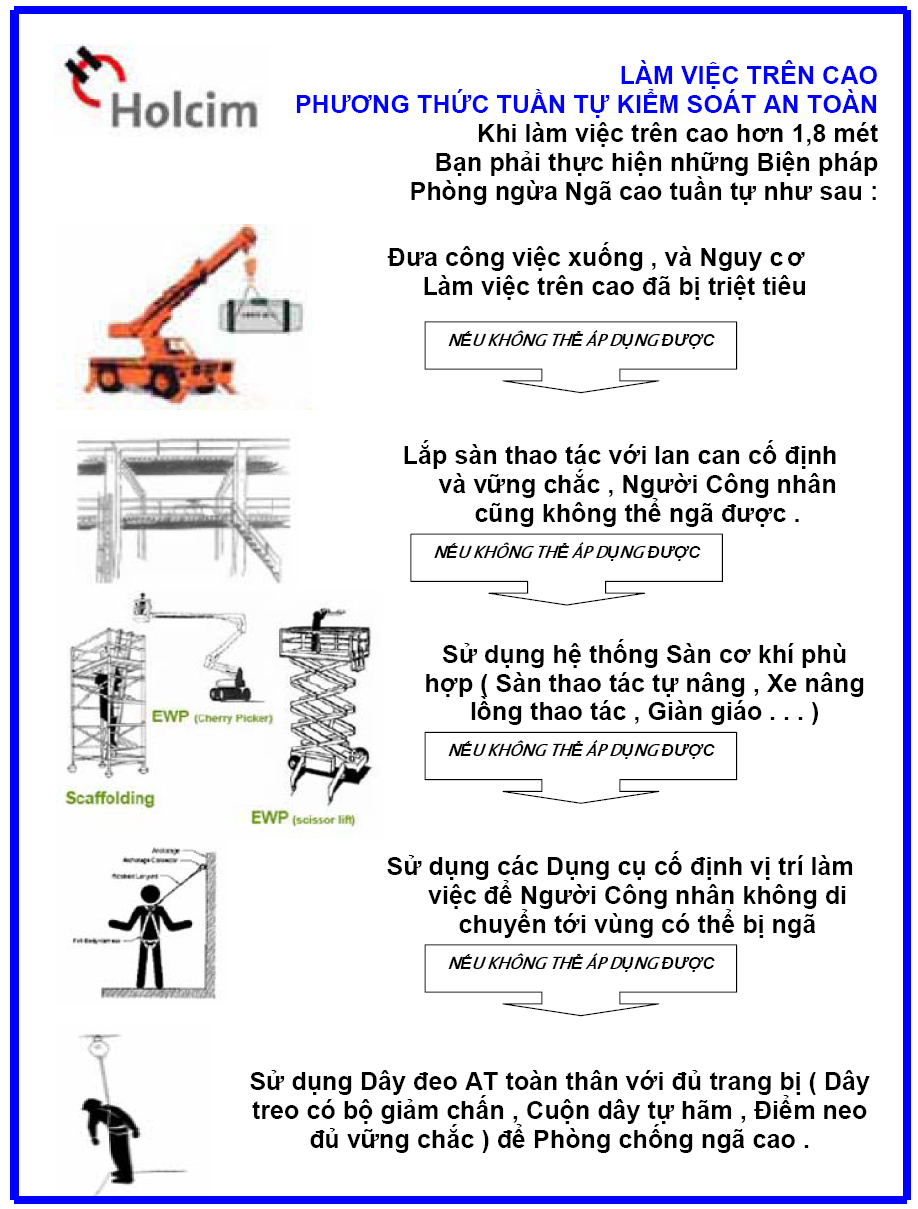 Holcim
LÀM VIỆC TRÊN CAO
PHƯƠNG THỨC TUẦN TỰ KIỂM SOÁT AN TOÀN
Khi làm việc trên cao hơn 1,8 mét
Bạn phải thực hiện những Biện pháp
Phòng ngừa Ngã cao tuần tự như sau :
Đưa công việc xuống , và Nguy cơ
Làm việc trên cao đã bị triệt tiêu
NẾU KHÔNG THỂ ÁP DỤNG ĐƯỢC
Lắp sàn thao tác với lan can cố định
và vững chắc , Người Công nhân
cũng không thể ngã được .
NẾU KHÔNG THỂ ÁP DỤNG ĐƯỢC
Sử dụng hệ thống Sàn cơ khí phù
hợp ( Sàn thao tác tự nâng , Xe nâng
lồng thao tác , Giàn giáo . . . )
EWP (Cherry Picker)
Scaffolding
EWP (scissor lift)
NẾU KHÔNG THỂ ÁP DỤNG ĐƯỢC
Anchorage
Anchorage Connector
Lanyard
Full Body Harness
Sử dụng các Dụng cụ cố định vị trí làm
việc để Người Công nhân không di
chuyển tới vùng có thể bị ngã
NẾU KHÔNG THỂ ÁP DỤNG ĐƯỢC
Sử dụng Dây đeo AT toàn thân với đủ trang bị ( Dây
treo có bộ giảm chấn , Cuộn dây tự hãm , Điểm neo
đủ vững chắc ) để Phòng chống ngã cao .